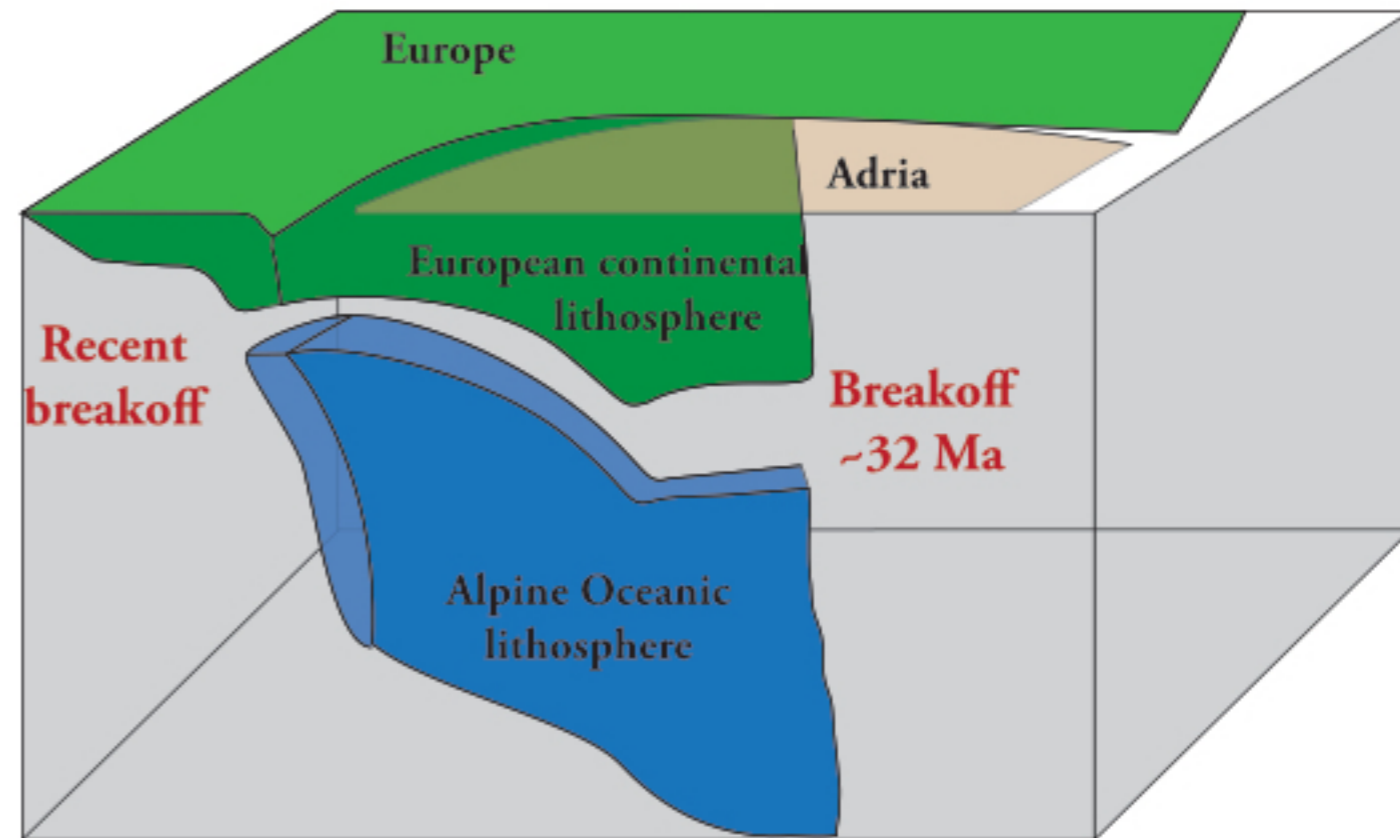 Europe
Adria
European continental
lithosphere
Recent
breakoff
Breakoff
~32 Ma
Alpine Oceanic
lithosphere